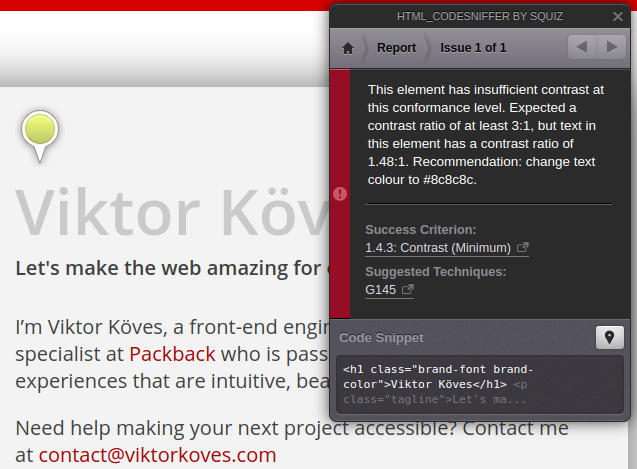 HTML_CODESNIFFER BY SQUIZ
Report
Issue 1 of 1
This element has insufficient contrast at
this conformance level. Expected a
contrast ratio of at least 3:1, but text in
this element has a contrast ratio of
1.48:1. Recommendation: change text
colour to #8c8c8c.
Success Criterion:
1.4.3: Contrast (Minimum)
Suggested Techniques:
G145
Code Snippet
<h1 class="brand-font brand-
color">Viktor Köves</h1> <p
class="tagline">Let's ma...
Viktor Köv
Let's make the web amazing for
I’m Viktor Köves, a front-end engin
specialist at Packback who is pass
experiences that are intuitive, bea
Need help making your next project accessible? Contact me
at contact@viktorkoves.com